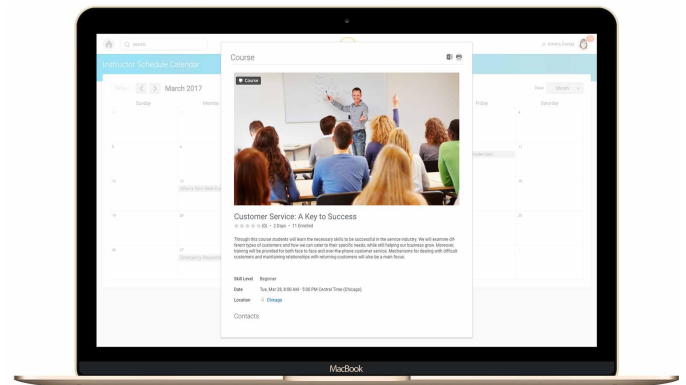 Search
Instructor Schedule Calendar
March 2017
View
Month
Sunday
Monday
Friday
Saturday
Course
Course
Customer Service: A Key to Success
(0) • 2 Days • 11 Enrolled
Through this course students will learn the necessary skills to be successful in the service industry. We will examine dif-
ferent types of customers and how we can cater to their specific needs, while still helping our business grow. Moreover,
training will be provided for both face to face and over-the-phone customer service. Mechanisms for dealing with difficult
customers and maintaining relationships with returning customers will also be a main focus.
Skill Level Beginner
Date Tue, Mar 28, 8:00 AM - 5:00 PM Central Time (Chicago)
Location Chicago
Contacts
MacBook